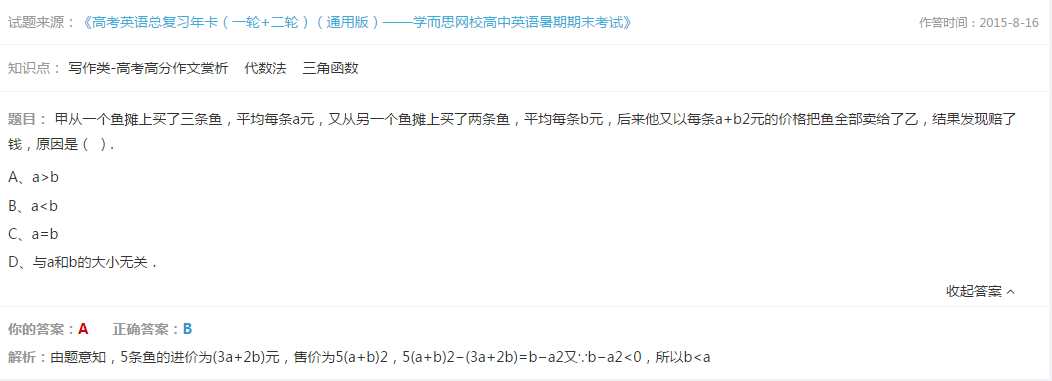 试题来源：《高考英语总复习年卡（一轮+二轮）（通用版）——学而思网校高中英语暑期期末考试》 作答时间：2015-8-16
知识点： 写作类-高考高分作文赏析 代数法 三角函数
题目： 甲从一个鱼摊上买了三条鱼，平均每条a元，又从另一个鱼摊上买了两条鱼，平均每条b元，后来他又以每条a+b2元的价格把鱼全部卖给了乙，结果发现赔了
钱，原因是（ ）.
A、a>b
B、a<b
C、a=b
D、与a和b的大小无关．
收起答案
你的答案：A 正确答案：B
解析：由题意知，5条鱼的进价为(3a+2b)元，售价为5(a+b)2，5(a+b)2−(3a+2b)=b−a2又∵b−a2<0，所以b<a